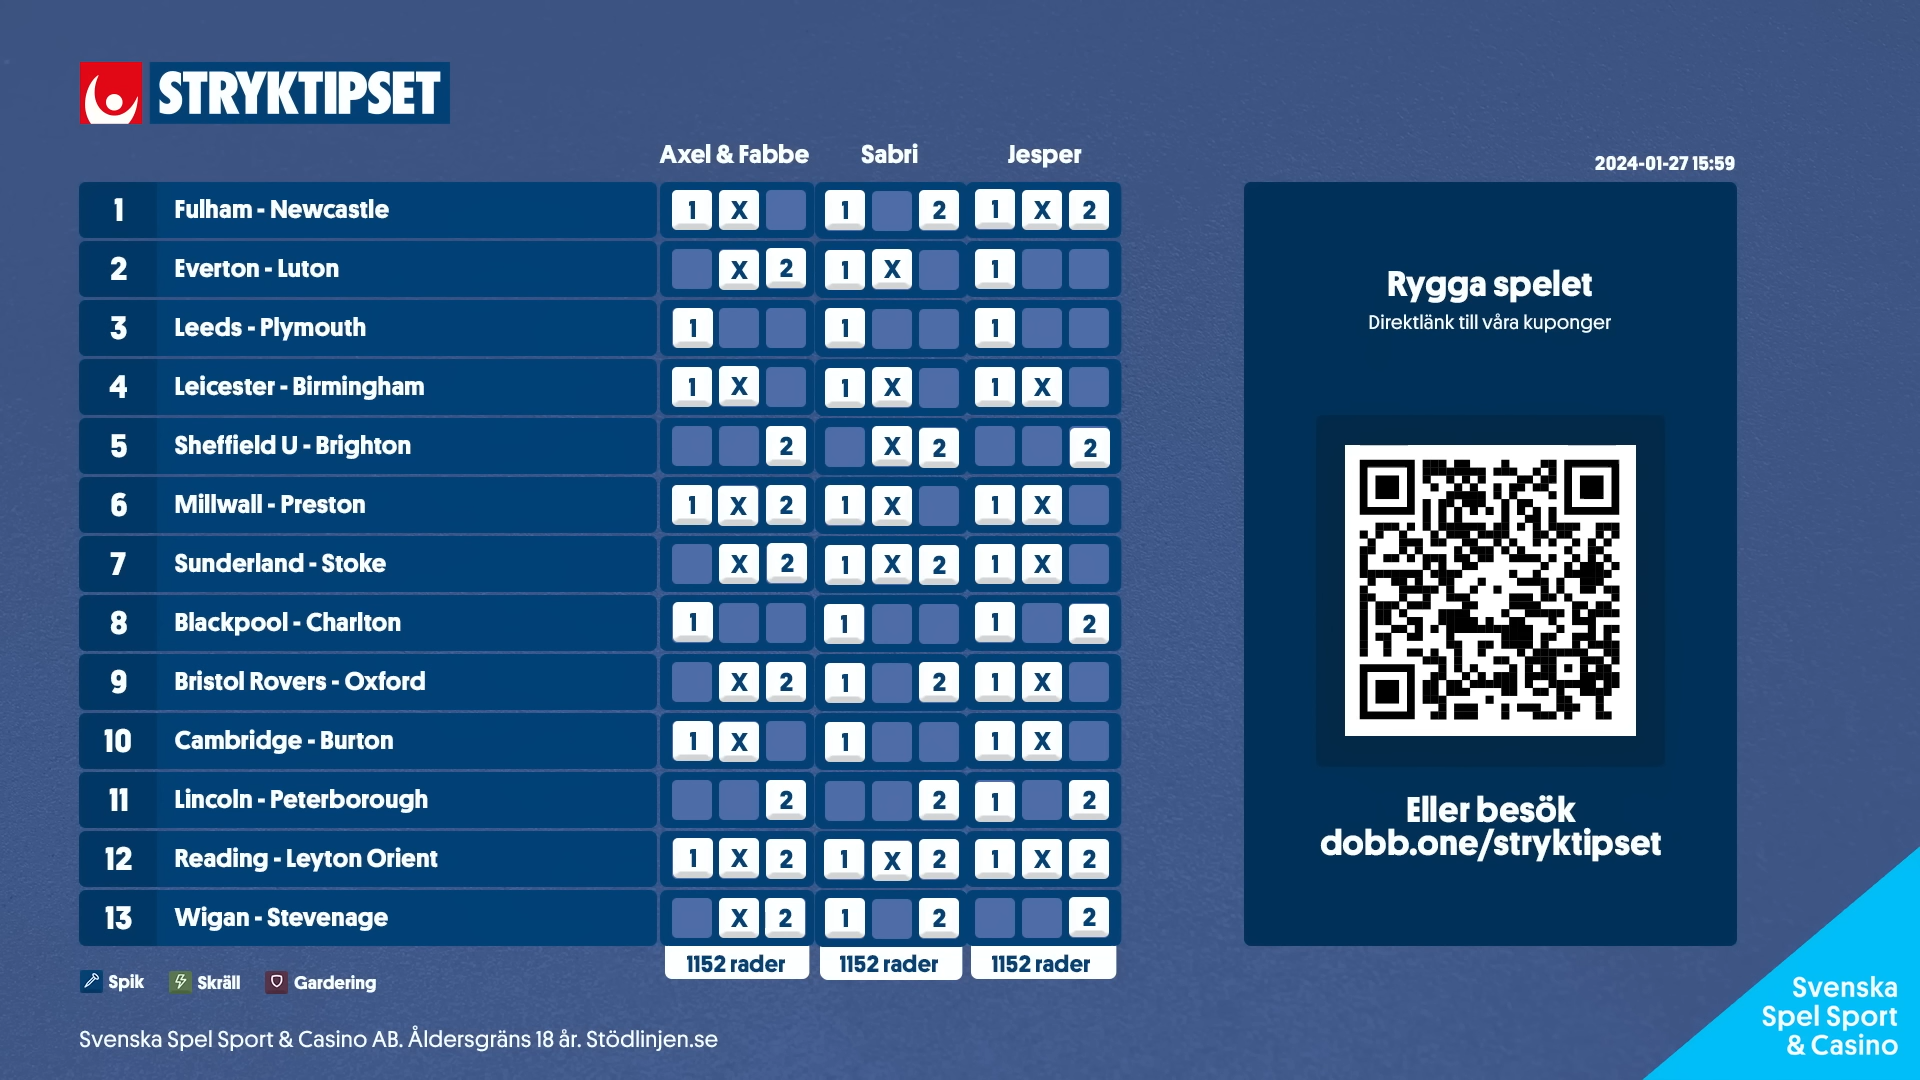 STRYKTIPSET
Axel & Fabbe Sabri Jesper
2024-01-27 15:59
1 Fulham - Newcastle 1 X 1 2 1 X 2
2 Everton - Luton X 2 1 X 1
3 Leeds - Plymouth 1 1 1
4 Leicester - Birmingham 1 X 1 X 1 X
5 Sheffield U - Brighton 2 X 2 2
6 Millwall - Preston 1 X 2 1 X 1 X
7 Sunderland - Stoke X 2 1 X 2 1 X
8 Blackpool - Charlton 1 1 1 2
9 Bristol Rovers - Oxford X 2 1 2 1 X
10 Cambridge - Burton 1 X 1 1 X
11 Lincoln - Peterborough 2 2 1 2
12 Reading - Leyton Orient 1 X 2 1 X 2 1 X 2
13 Wigan - Stevenage X 2 1 2 2
1152 rader 1152 rader 1152 rader
Spik Skräll Gardering
Svenska Spel Sport & Casino AB. Åldersgräns 18 år. Stödlinjen.se
Rygga spelet
Direktlänk till våra kuponger
Eller besök
dobb.one/stryktipset
Svenska
Spel Sport
& Casino